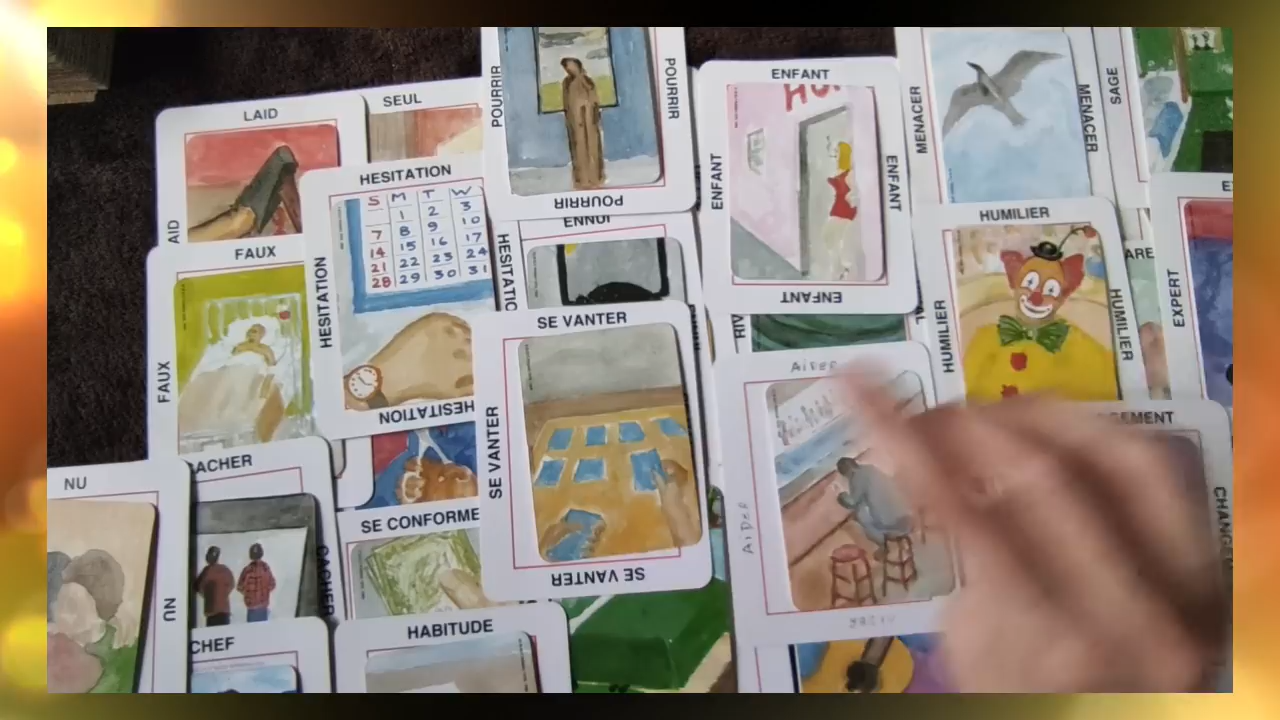 POURRIR
POURRIR
POURRIR
LAID
AID
SEUL
HESITATION
HESITATION
HESITATION
S M T W
1 2 3
7 8 9 10
14 15 16 17
21 22 23 24
28 29 30 31
ENNUI
ENFANT
ENFANT
ENFANT
ENFANT
MENACER
MENACER
SAGE
HUMILIER
HUMILIER
HUMILIER
EXPERT
FAUX
FAUX
SE VANTER
SE VANTER
SE VANTER
AiDER
AiDER
GEMENT
CHANGEMENT
NU
NU
CACHER
CACHER
SE CONFORME
CHEF
HABITUDE